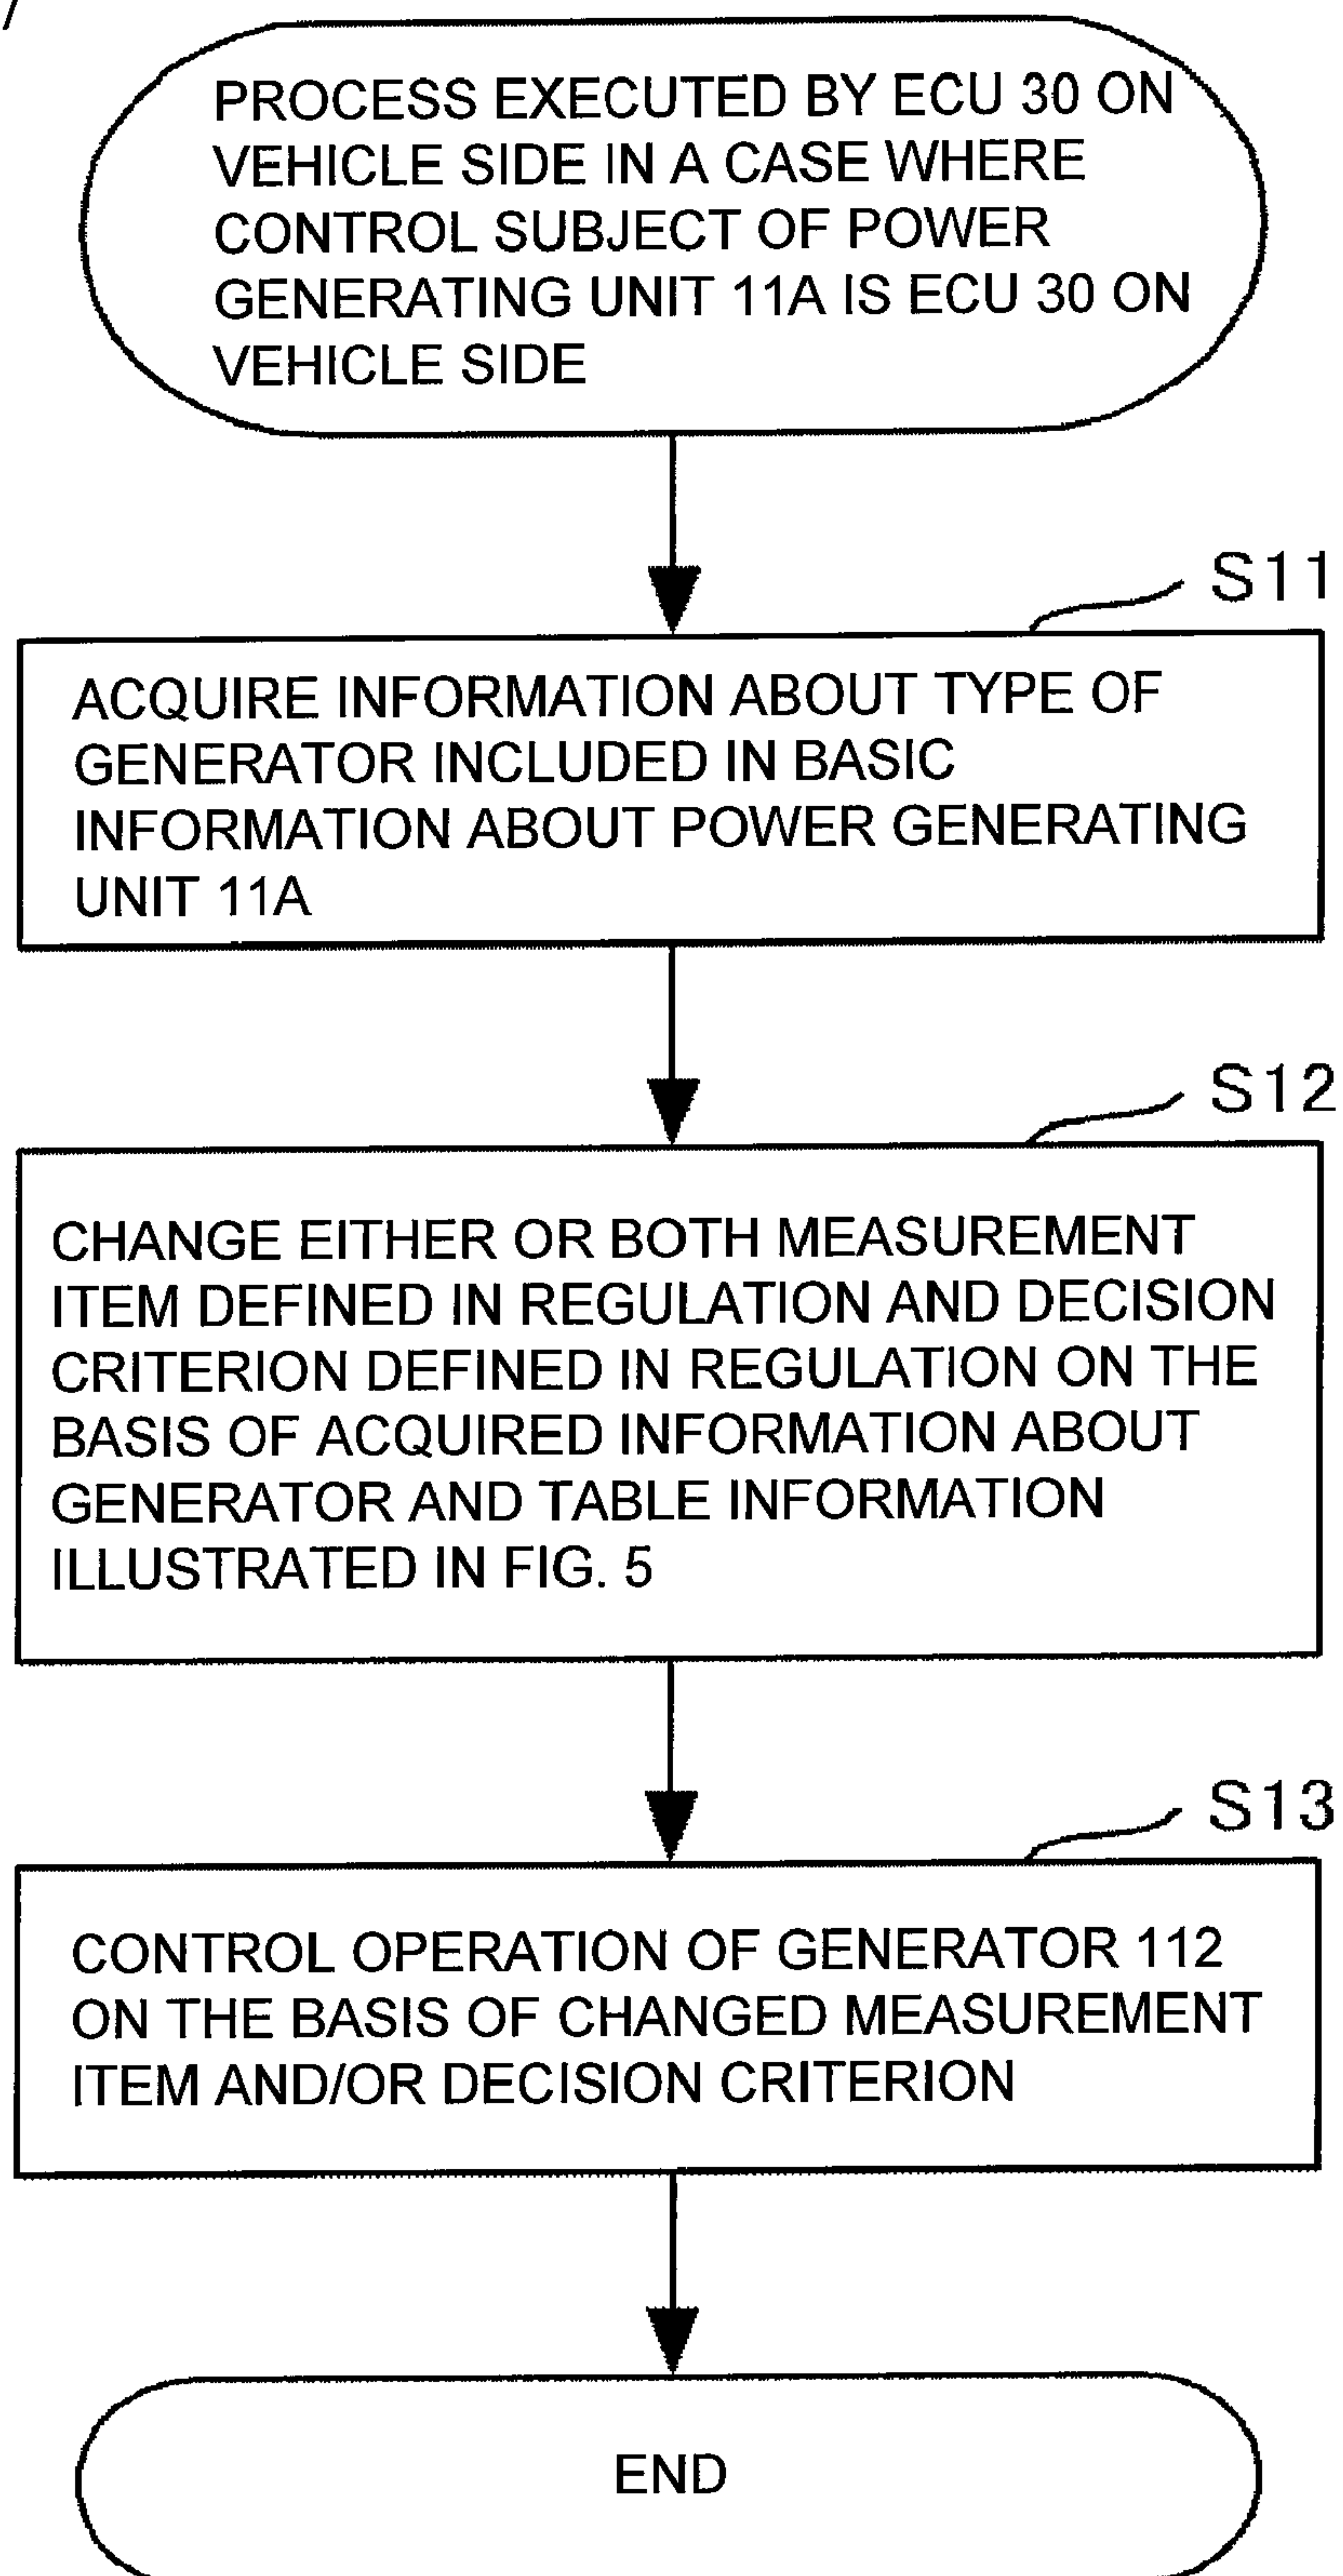 PROCESS EXECUTED BY ECU 30 ON
VEHICLE SIDE IN A CASE WHERE
CONTROL SUBJECT OF POWER
GENERATING UNIT 11A IS ECU 30 ON
VEHICLE SIDE
S11
ACQUIRE INFORMATION ABOUT TYPE OF
GENERATOR INCLUDED IN BASIC
INFORMATION ABOUT POWER GENERATING
UNIT 11A
S12
CHANGE EITHER OR BOTH MEASUREMENT
ITEM DEFINED IN REGULATION AND DECISION
CRITERION DEFINED IN REGULATION ON THE
BASIS OF ACQUIRED INFORMATION ABOUT
GENERATOR AND TABLE INFORMATION
ILLUSTRATED IN FIG. 5
S13
CONTROL OPERATION OF GENERATOR 112
ON THE BASIS OF CHANGED MEASUREMENT
ITEM AND/OR DECISION CRITERION
END